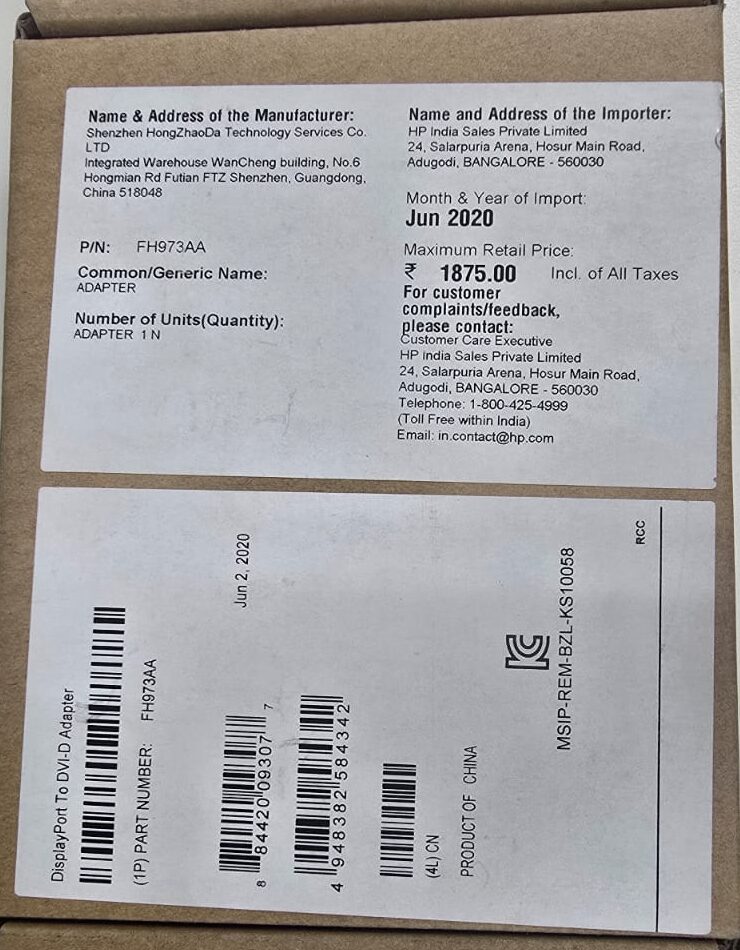 Name & Address of the Manufacturer:
Shenzhen HongZhaoDa Technology Services Co.
LTD
Integrated Warehouse WanCheng building, No.6
Hongmian Rd Futian FTZ Shenzhen, Guangdong,
China 518048
P/N: FH973AA
Common/Generic Name:
ADAPTER
Number of Units(Quantity):
ADAPTER 1 N
Name and Address of the Importer:
HP India Sales Private Limited
24, Salarpuria Arena, Hosur Main Road,
Adugodi, BANGALORE - 560030
Month & Year of Import:
Jun 2020
Maximum Retail Price:
₹ 1875.00 Incl. of All Taxes
For customer
complaints/feedback,
please contact:
Customer Care Executive
HP India Sales Private Limited
24, Salarpuria Arena, Hosur Main Road,
Adugodi, BANGALORE - 560030
Telephone: 1-800-425-4999
(Toll Free within India)
Email: in.contact@hp.com
DisplayPort To DVI-D Adapter
(1P) PART NUMBER: FH973AA
Jun 2, 2020
8 84420 09307 7
4 948382 584342
(4L) CN
PRODUCT OF CHINA
MSIP-REM-BZL-KS10058
RCC